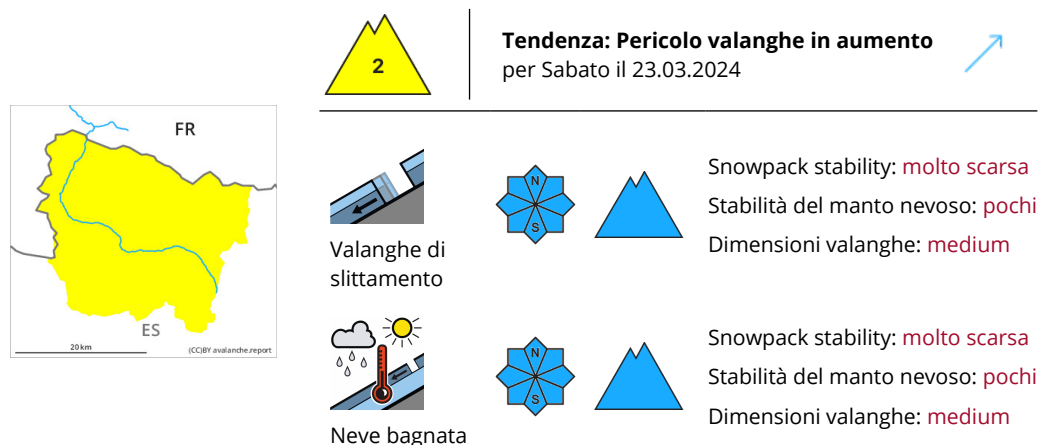 2
Tendenza: Pericolo valanghe in aumento
per Sabato il 23.03.2024
FR
ES
20 km
(CC)BY avalanche.report
N
S
Valanghe di
slittamento
Snowpack stability: molto scarsa
Stabilità del manto nevoso: pochi
Dimensioni valanghe: medium
N
S
Neve bagnata
Snowpack stability: molto scarsa
Stabilità del manto nevoso: pochi
Dimensioni valanghe: medium